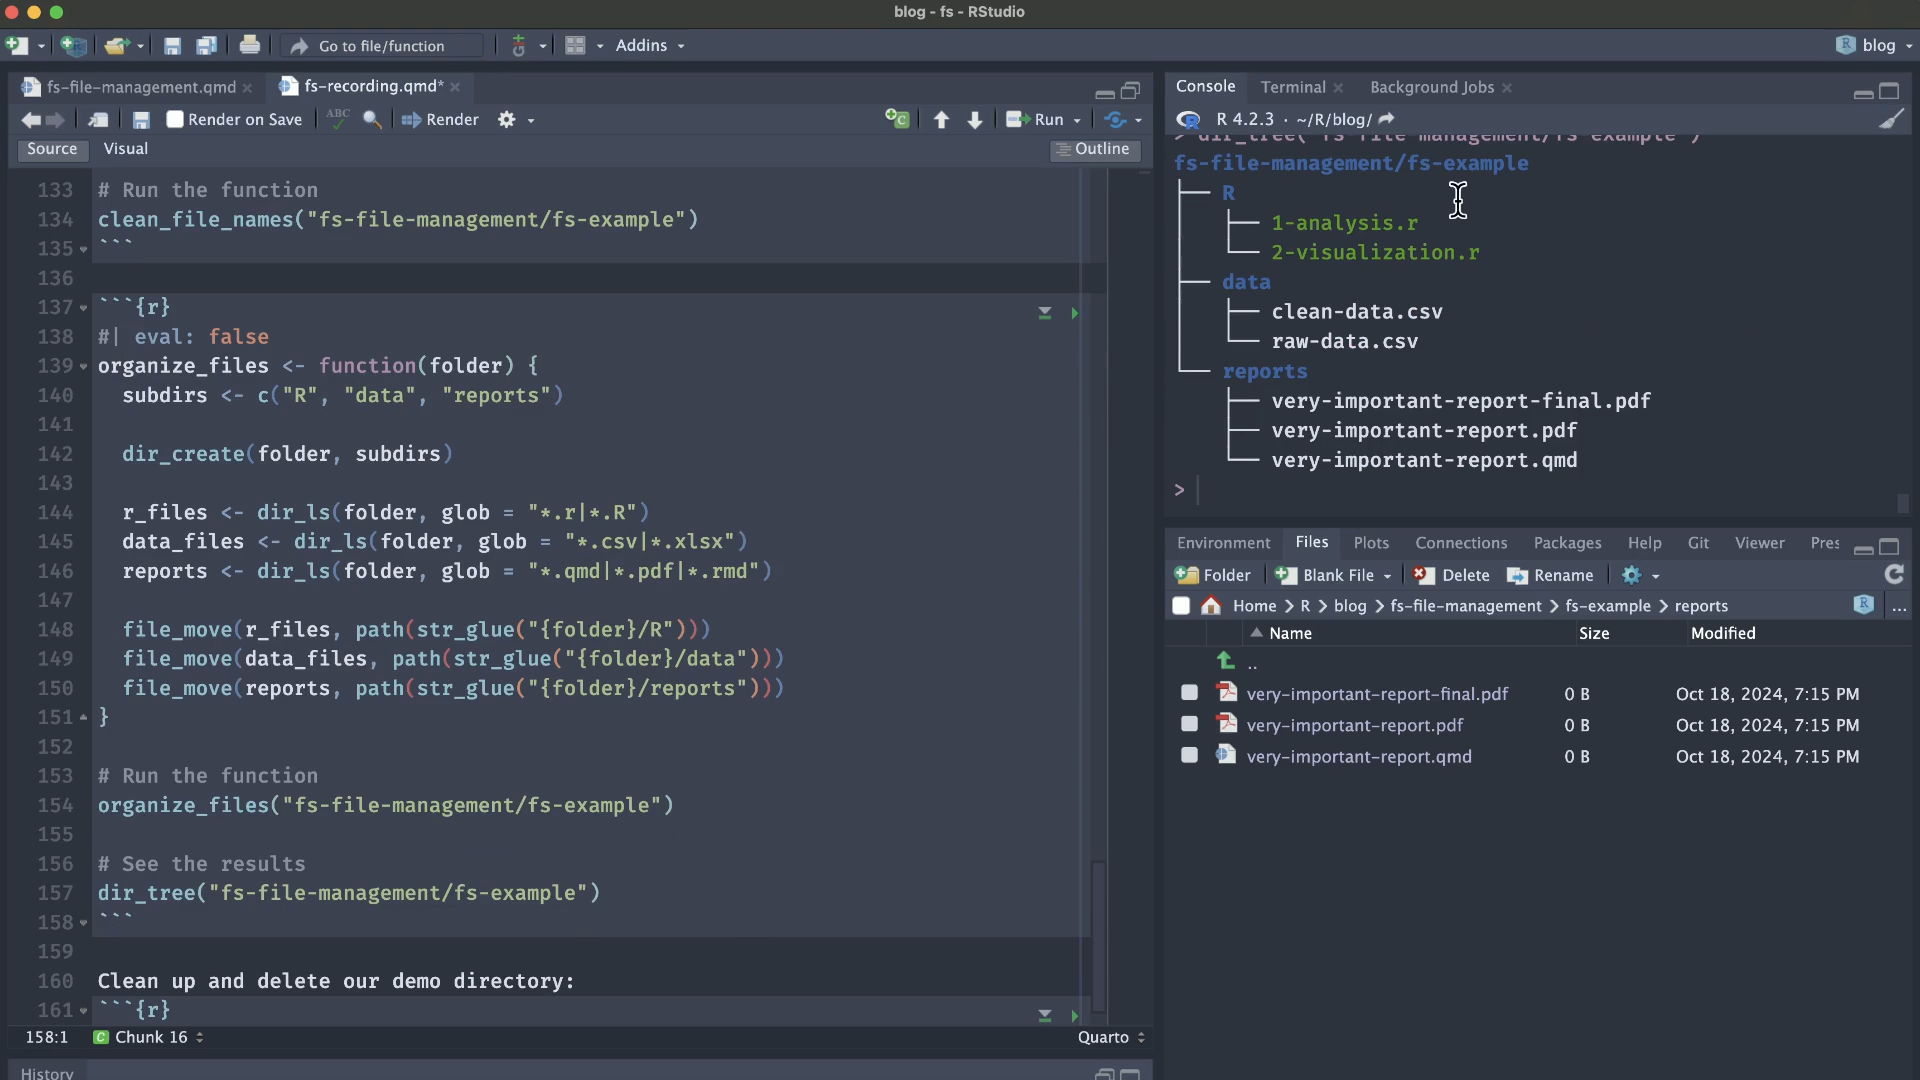 blog - fs - RStudio
Go to file/function
Addins
blog
fs-file-management.qmd
fs-recording.qmd*
Render on Save
ABC
Render
Run
Source
Visual
Outline
133 # Run the function
134 clean_file_names("fs-file-management/fs-example")
135 ```
136
137 ```{r}
138 #| eval: false
139 organize_files <- function(folder) {
140   subdirs <- c("R", "data", "reports")
141
142   dir_create(folder, subdirs)
143
144   r_files <- dir_ls(folder, glob = "*.r|*.R")
145   data_files <- dir_ls(folder, glob = "*.csv|*.xlsx")
146   reports <- dir_ls(folder, glob = "*.qmd|*.pdf|*.rmd")
147
148   file_move(r_files, path(str_glue("{folder}/R")))
149   file_move(data_files, path(str_glue("{folder}/data")))
150   file_move(reports, path(str_glue("{folder}/reports")))
151 }
152
153 # Run the function
154 organize_files("fs-file-management/fs-example")
155
156 # See the results
157 dir_tree("fs-file-management/fs-example")
158 ```
159
160 Clean up and delete our demo directory:
161 ```{r}
158:1 C Chunk 16
Quarto
History
Console
Terminal
Background Jobs
R 4.2.3 · ~/R/blog/
> dir_tree("fs-file-management/fs-example")
fs-file-management/fs-example
├── R
│   ├── 1-analysis.r
│   └── 2-visualization.r
├── data
│   ├── clean-data.csv
│   └── raw-data.csv
└── reports
    ├── very-important-report-final.pdf
    ├── very-important-report.pdf
    └── very-important-report.qmd
>
Environment
Files
Plots
Connections
Packages
Help
Git
Viewer
Pres
Folder
Blank File
Delete
Rename
Home > R > blog > fs-file-management > fs-example > reports
...
Name Size Modified
..
very-important-report-final.pdf 0 B Oct 18, 2024, 7:15 PM
very-important-report.pdf 0 B Oct 18, 2024, 7:15 PM
very-important-report.qmd 0 B Oct 18, 2024, 7:15 PM